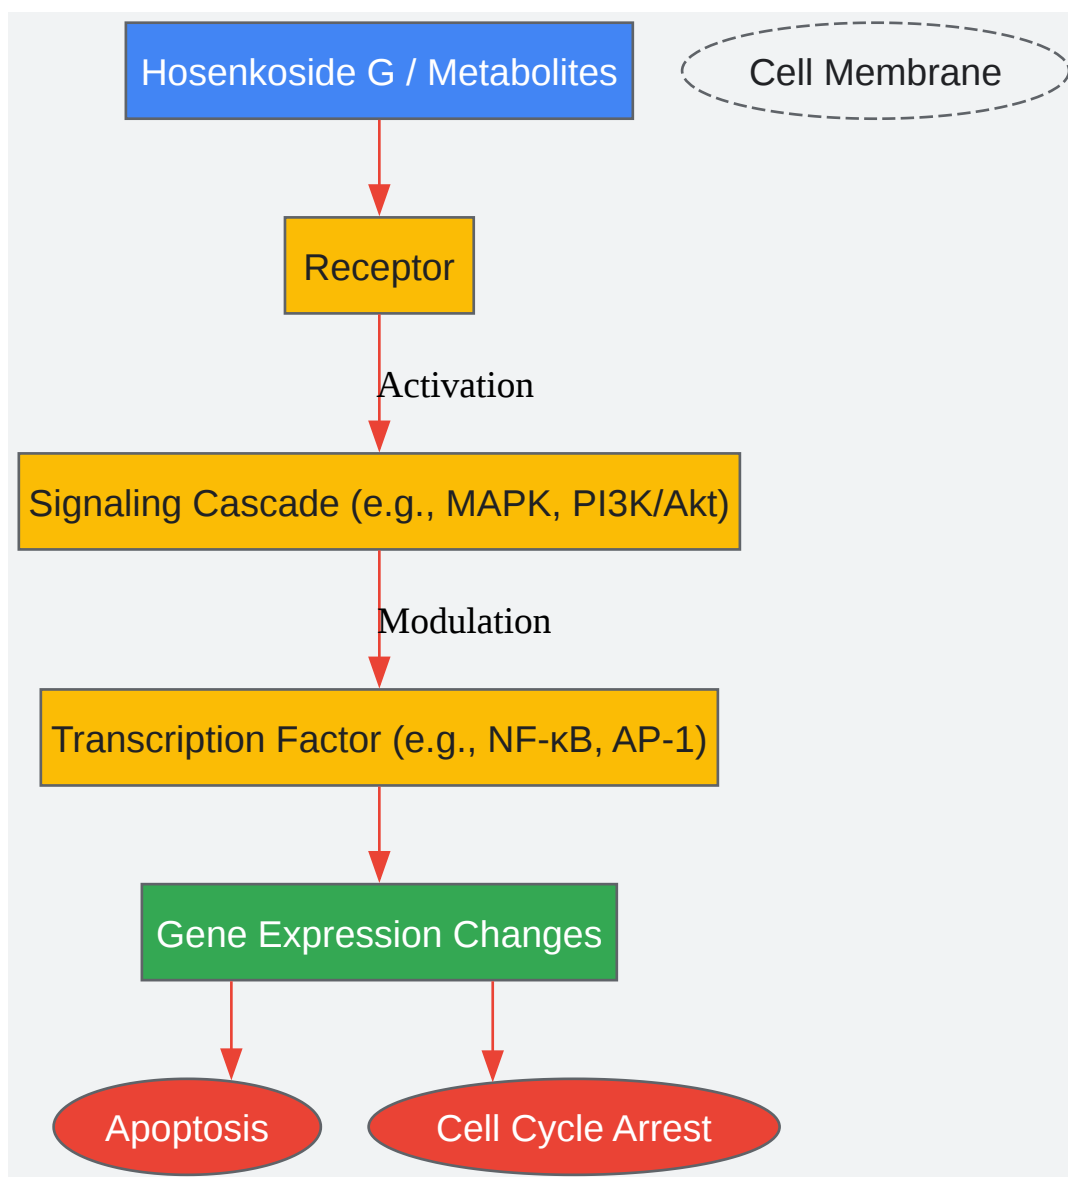 Hosenkoside G / Metabolites
Cell Membrane
Receptor
Activation
Signaling Cascade (e.g., MAPK, PI3K/Akt)
Modulation
Transcription Factor (e.g., NF-κB, AP-1)
Gene Expression Changes
Apoptosis
Cell Cycle Arrest